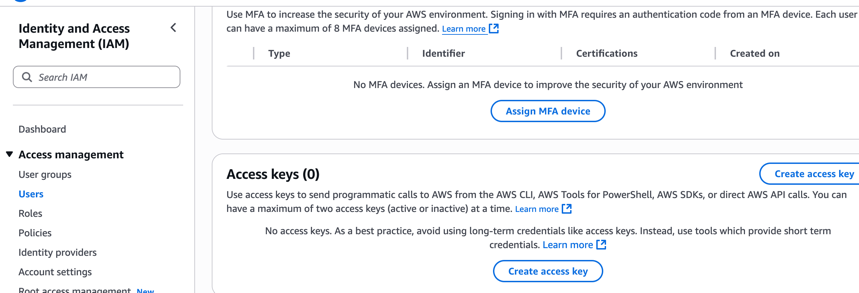 Identity and Access
Management (IAM)
Search IAM
Dashboard
Access management
User groups
Users
Roles
Policies
Identity providers
Account settings
Root access management New
Use MFA to increase the security of your AWS environment. Signing in with MFA requires an authentication code from an MFA device. Each user
can have a maximum of 8 MFA devices assigned. Learn more
Type Identifier Certifications Created on
No MFA devices. Assign an MFA device to improve the security of your AWS environment
Assign MFA device
Access keys (0)
Create access key
Use access keys to send programmatic calls to AWS from the AWS CLI, AWS Tools for PowerShell, AWS SDKs, or direct AWS API calls. You can
have a maximum of two access keys (active or inactive) at a time. Learn more
No access keys. As a best practice, avoid using long-term credentials like access keys. Instead, use tools which provide short term
credentials. Learn more
Create access key